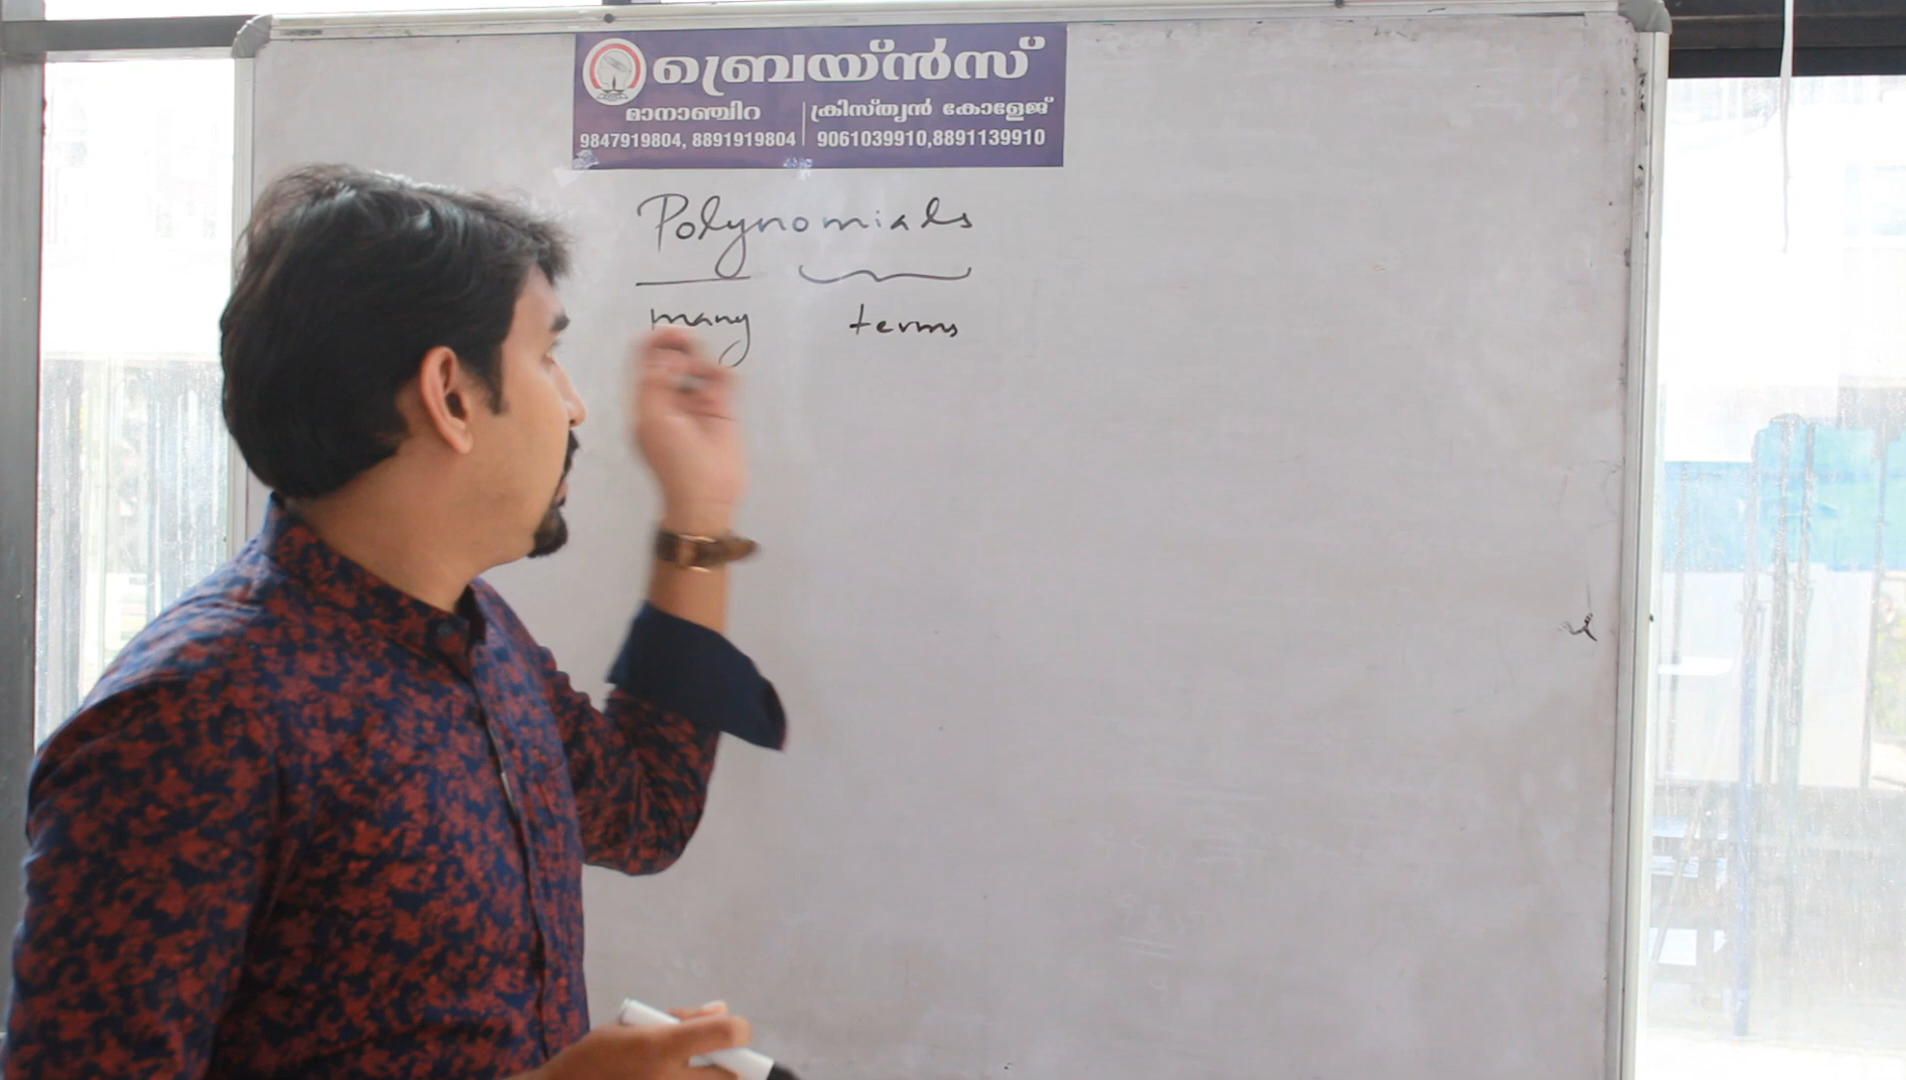 ബ്രെയ്ൻസ്
മാനാഞ്ചിറ
9847919804, 8891919804
ക്രിസ്ത്യൻ കോളേജ്
9061039910,8891139910
Polynomials
many terms